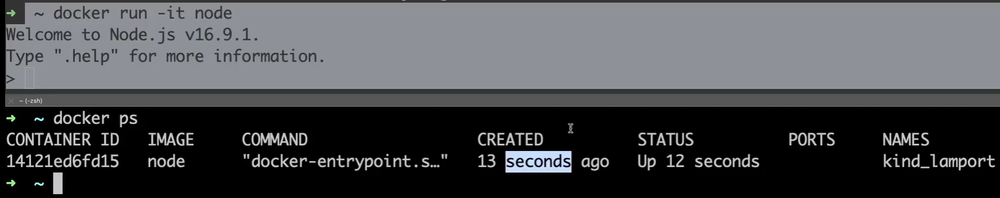 ➜  ~ docker run -it node
Welcome to Node.js v16.9.1.
Type ".help" for more information.
>
~ (-zsh)
➜  ~ docker ps
CONTAINER ID   IMAGE     COMMAND                  CREATED          STATUS          PORTS     NAMES
14121ed6fd15   node      "docker-entrypoint.s…"   13 seconds ago   Up 12 seconds             kind_lamport
➜  ~